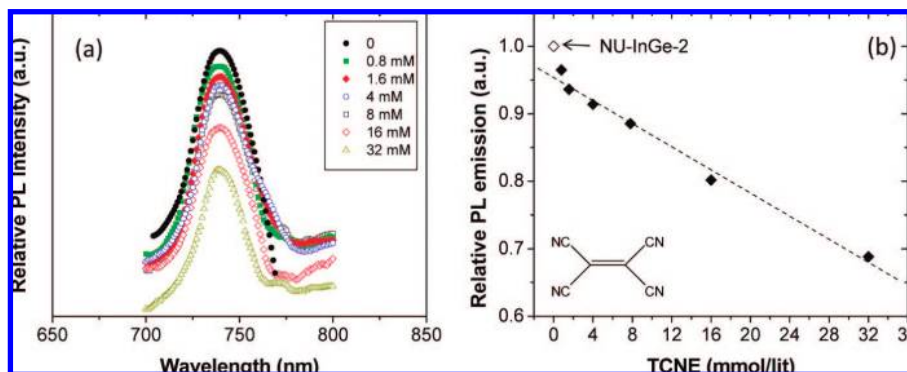 (a)
0
0.8 mM
1.6 mM
4 mM
8 mM
16 mM
32 mM
Relative PL Intensity (a.u.)
650
700
750
800
850
Wavelength (nm)
(b)
NU-InGe-2
Relative PL emission (a.u.)
1.0
0.9
0.8
0.7
0.6
NC
CN
NC
CN
0
4
8
12
16
20
24
28
32
36
TCNE (mmol/lit)